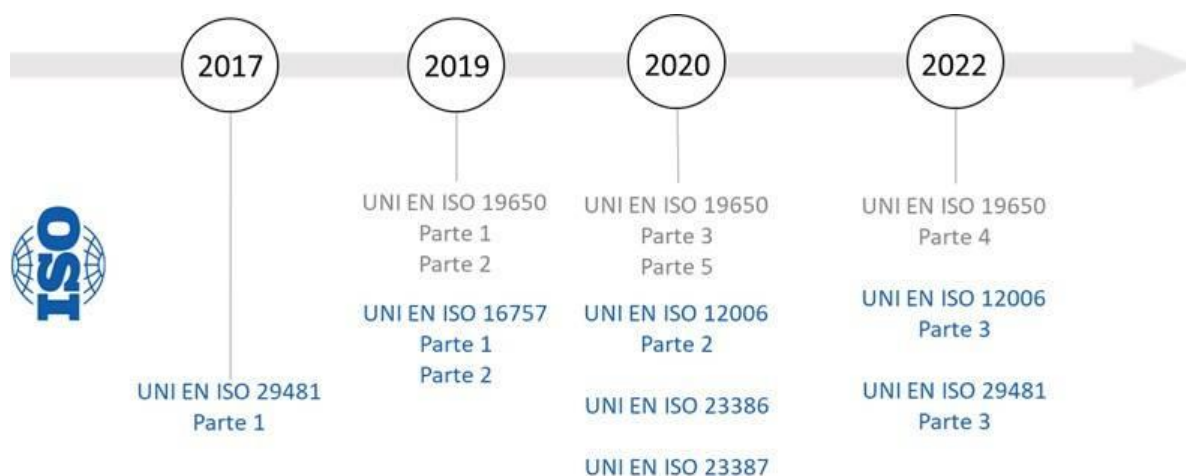 2017
2019
2020
2022
ISO
UNI EN ISO 29481
Parte 1
UNI EN ISO 19650
Parte 1
Parte 2
UNI EN ISO 16757
Parte 1
Parte 2
UNI EN ISO 19650
Parte 3
Parte 5
UNI EN ISO 12006
Parte 2
UNI EN ISO 23386
UNI EN ISO 23387
UNI EN ISO 19650
Parte 4
UNI EN ISO 12006
Parte 3
UNI EN ISO 29481
Parte 3